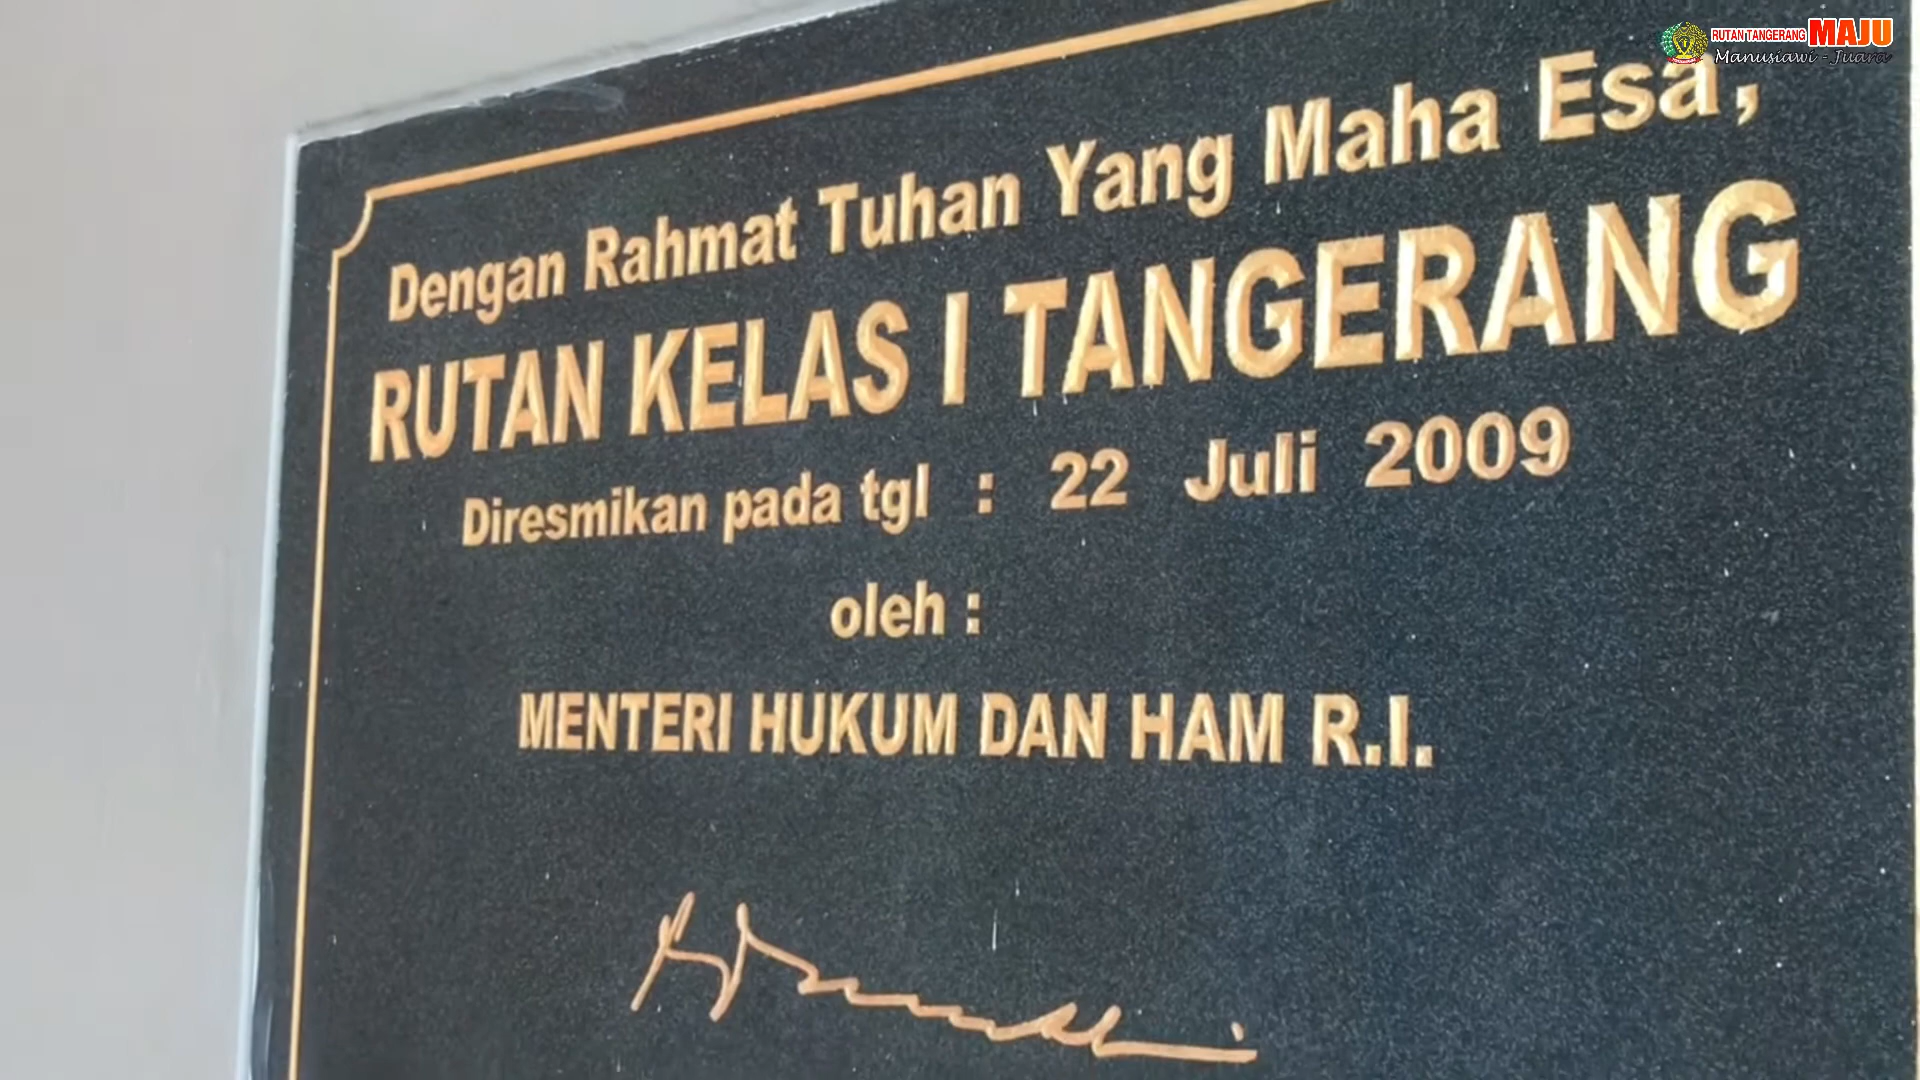 RUTAN TANGERANG MAJU
Manusiawi - Juara
Dengan Rahmat Tuhan Yang Maha Esa,
RUTAN KELAS I TANGERANG
Diresmikan pada tgl : 22 Juli 2009
oleh :
MENTERI HUKUM DAN HAM R.I.